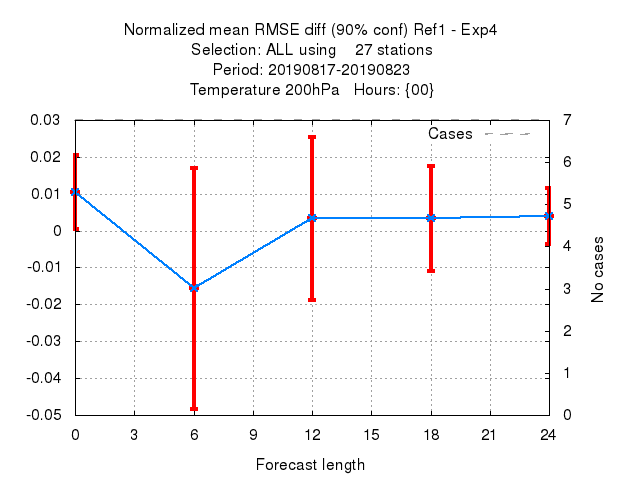 Normalized mean RMSE diff (90% conf) Ref1 - Exp4
Selection: ALL using 27 stations
Period: 20190817-20190823
Temperature 200hPa Hours: {00}
Cases
0.03
0.02
0.01
0
-0.01
-0.02
-0.03
-0.04
-0.05
7
6
5
4
3
2
1
0
No cases
0 3 6 9 12 15 18 21 24
Forecast length